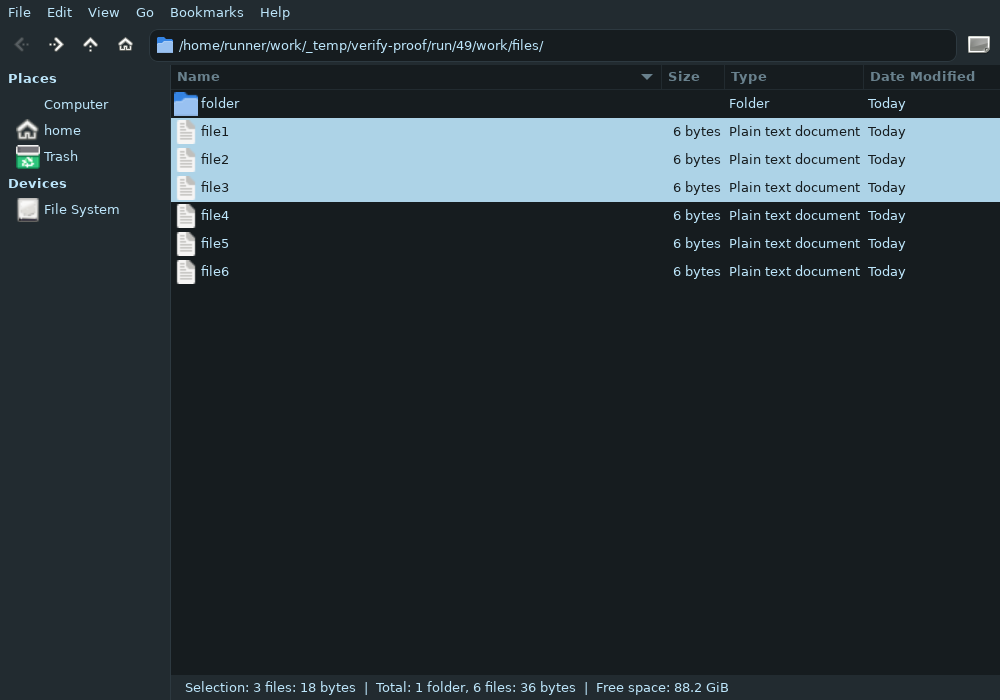 File Edit View Go Bookmarks Help
/home/runner/work/_temp/verify-proof/run/49/work/files/
Places
Computer
home
Trash
Devices
File System
Name Size Type Date Modified
folder Folder Today
file1 6 bytes Plain text document Today
file2 6 bytes Plain text document Today
file3 6 bytes Plain text document Today
file4 6 bytes Plain text document Today
file5 6 bytes Plain text document Today
file6 6 bytes Plain text document Today
Selection: 3 files: 18 bytes | Total: 1 folder, 6 files: 36 bytes | Free space: 88.2 GiB